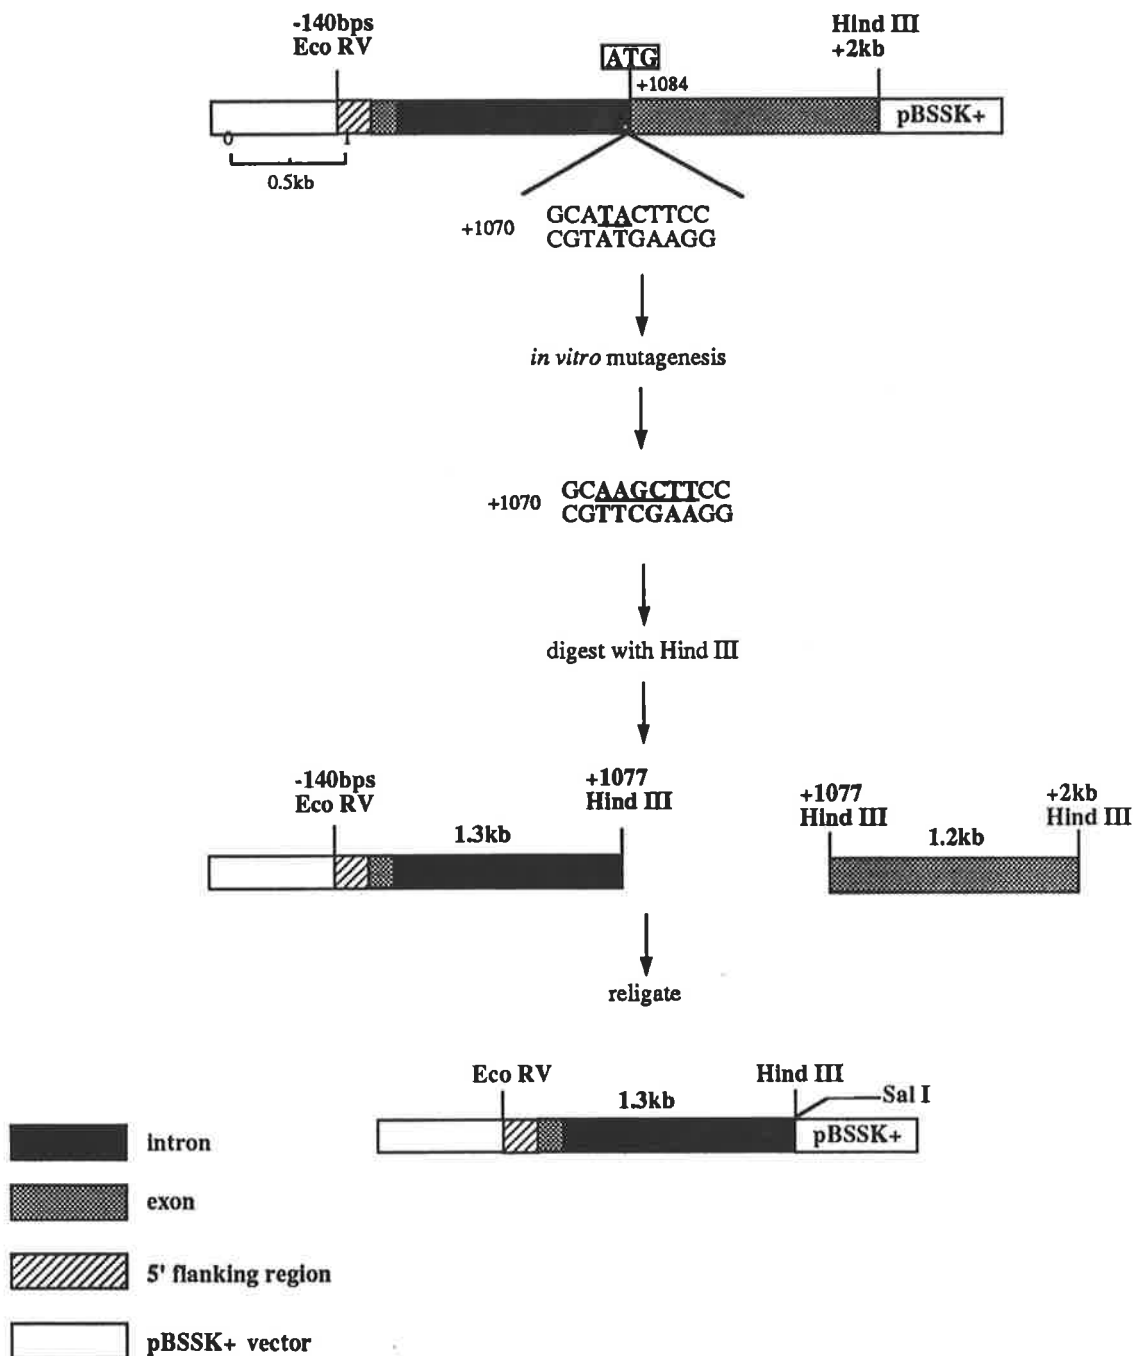 -140bps
Eco RV
Hind III
+2kb
ATG
+1084
pBSSK+
0 1
0.5kb
+1070
GCATACTTCC
CGTATGAAGG
in vitro mutagenesis
+1070
GCAAGCTTCC
CGTTCGAAGG
digest with Hind III
-140bps
Eco RV
1.3kb
+1077
Hind III
+1077
Hind III
1.2kb
+2kb
Hind III
religate
Eco RV
1.3kb
Hind III
Sal I
pBSSK+
intron
exon
5' flanking region
pBSSK+ vector